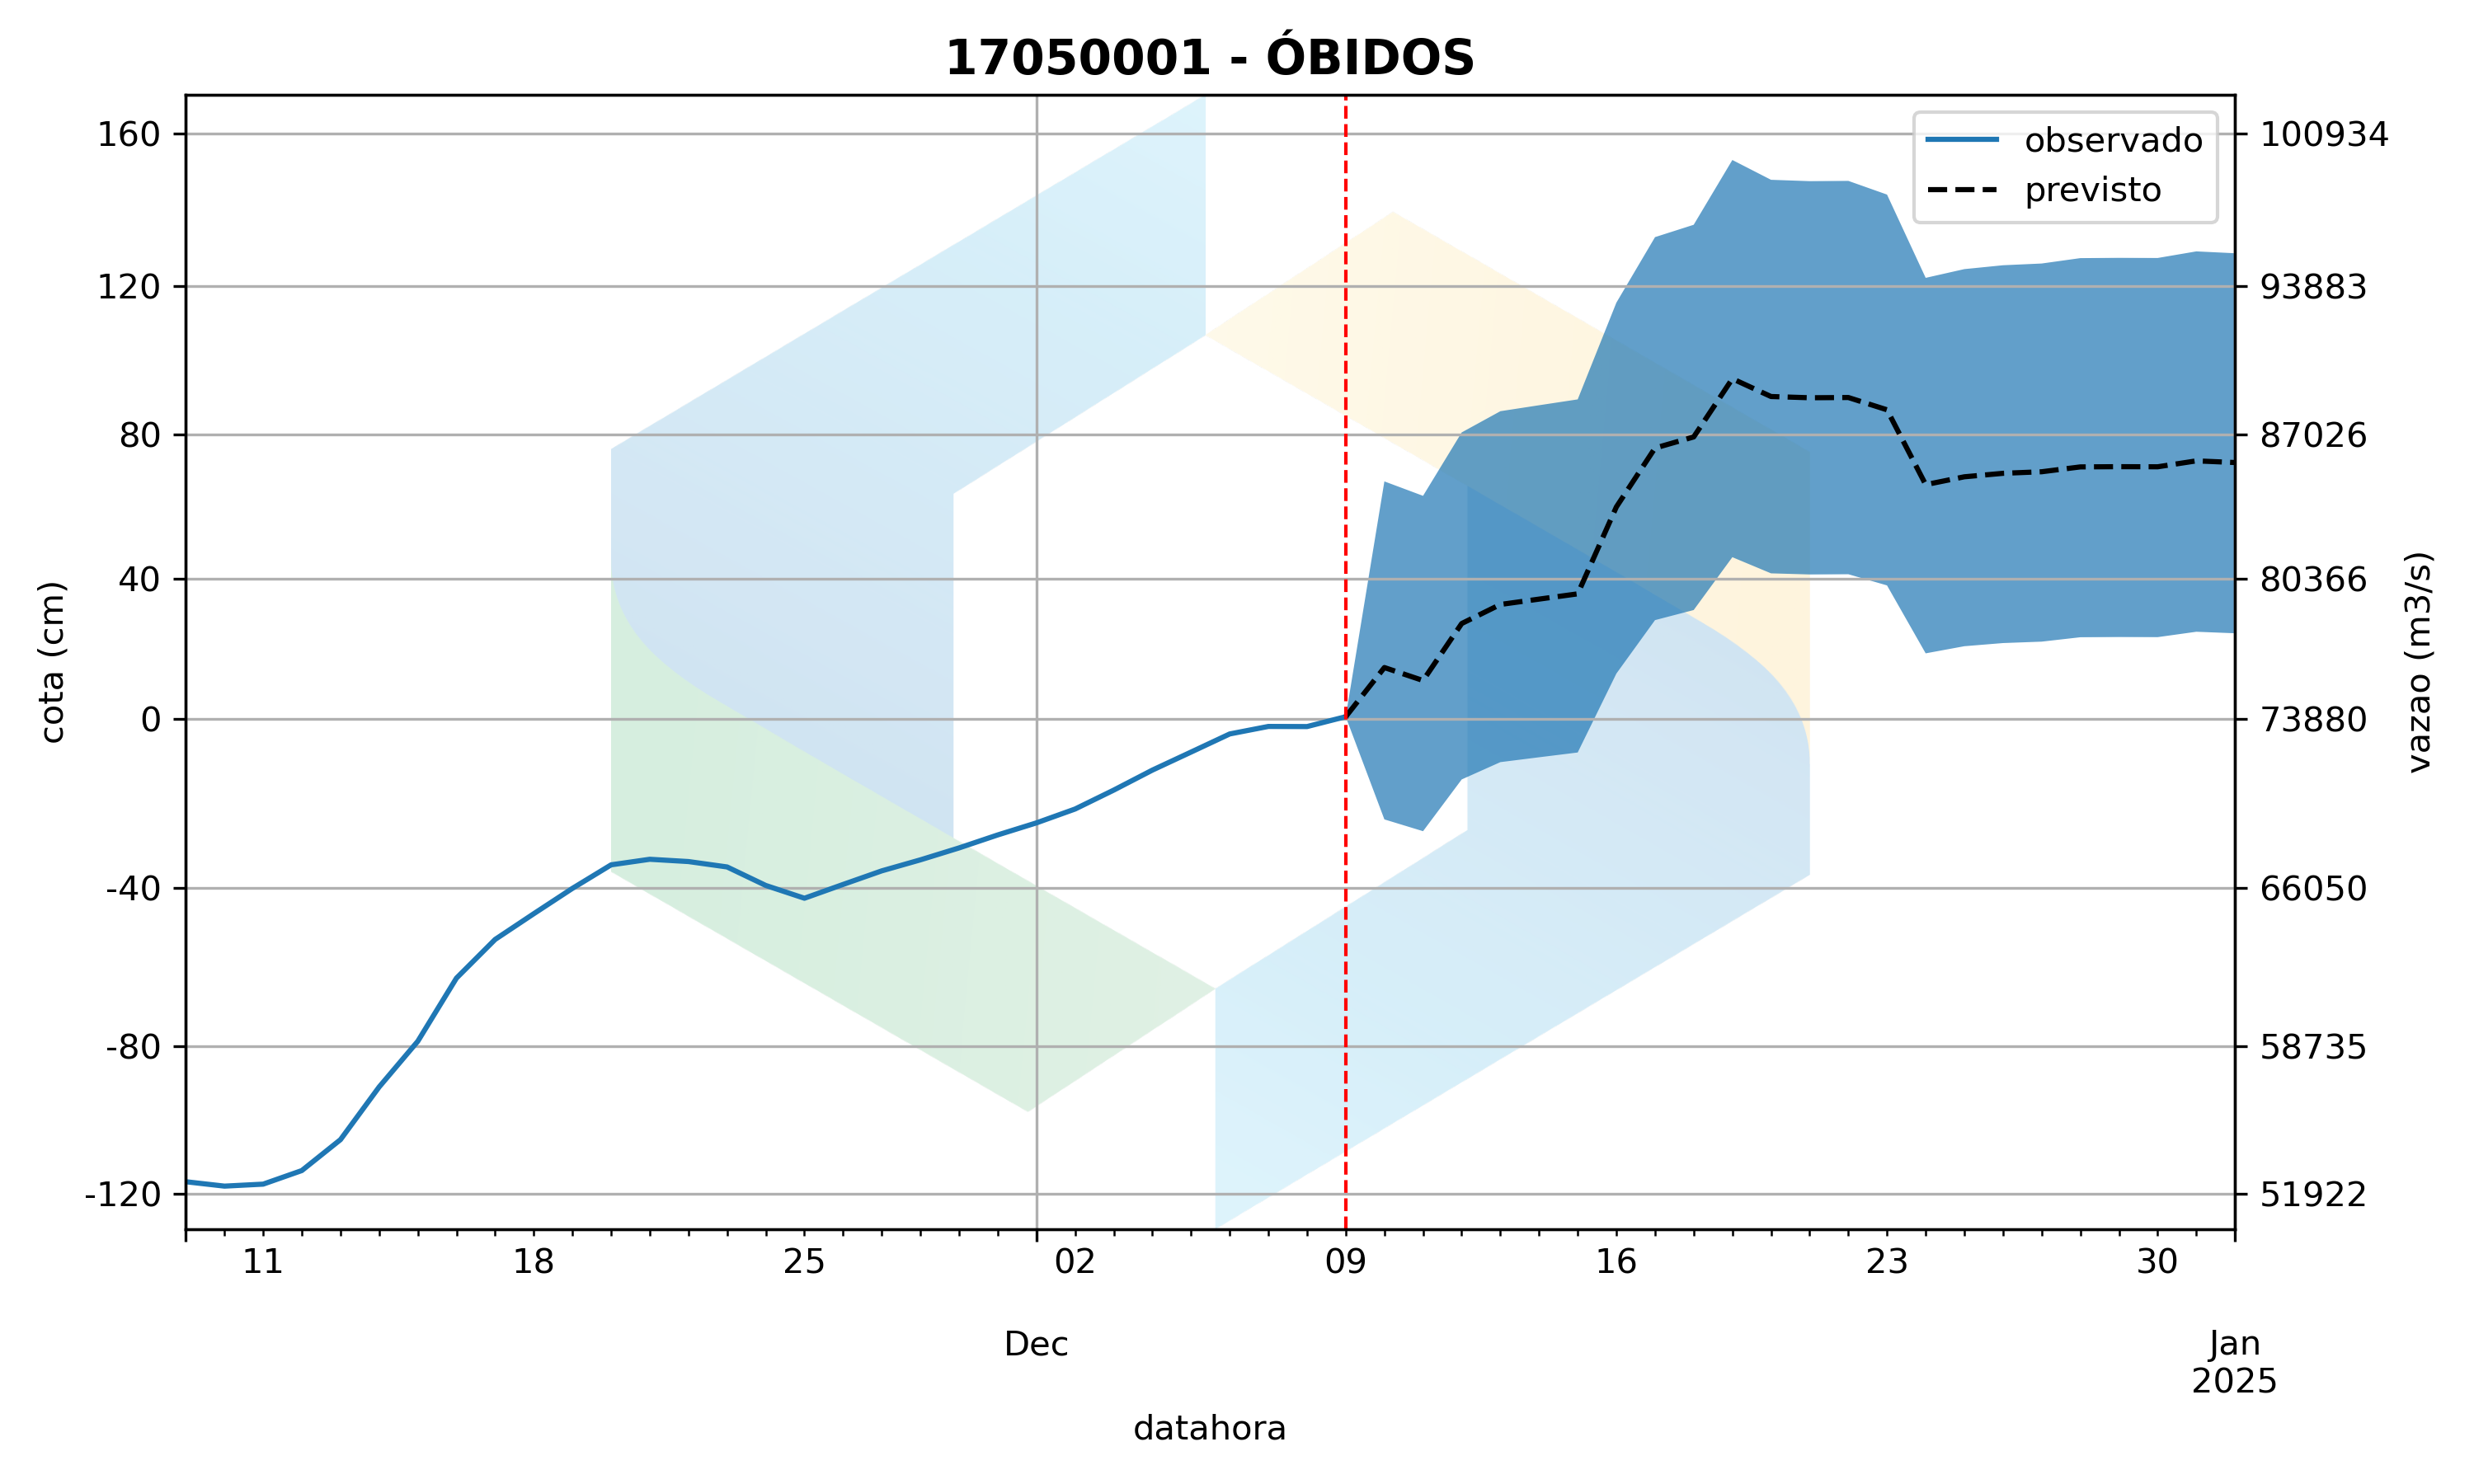 17050001 - ÓBIDOS
observado
previsto
160
120
80
40
0
-40
-80
-120
cota (cm)
100934
93883
87026
80366
73880
66050
58735
51922
vazao (m3/s)
11 18 25 02 09 16 23 30
Dec Jan
2025
datahora